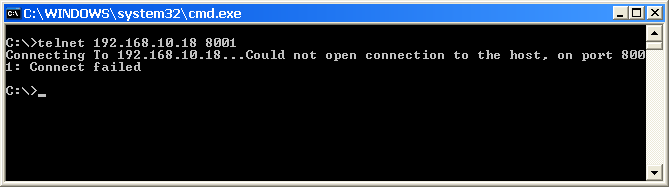 C:\WINDOWS\system32\cmd.exe
C:\>telnet 192.168.10.18 8001
Connecting To 192.168.10.18...Could not open connection to the host, on port 800
1: Connect failed
C:\>_